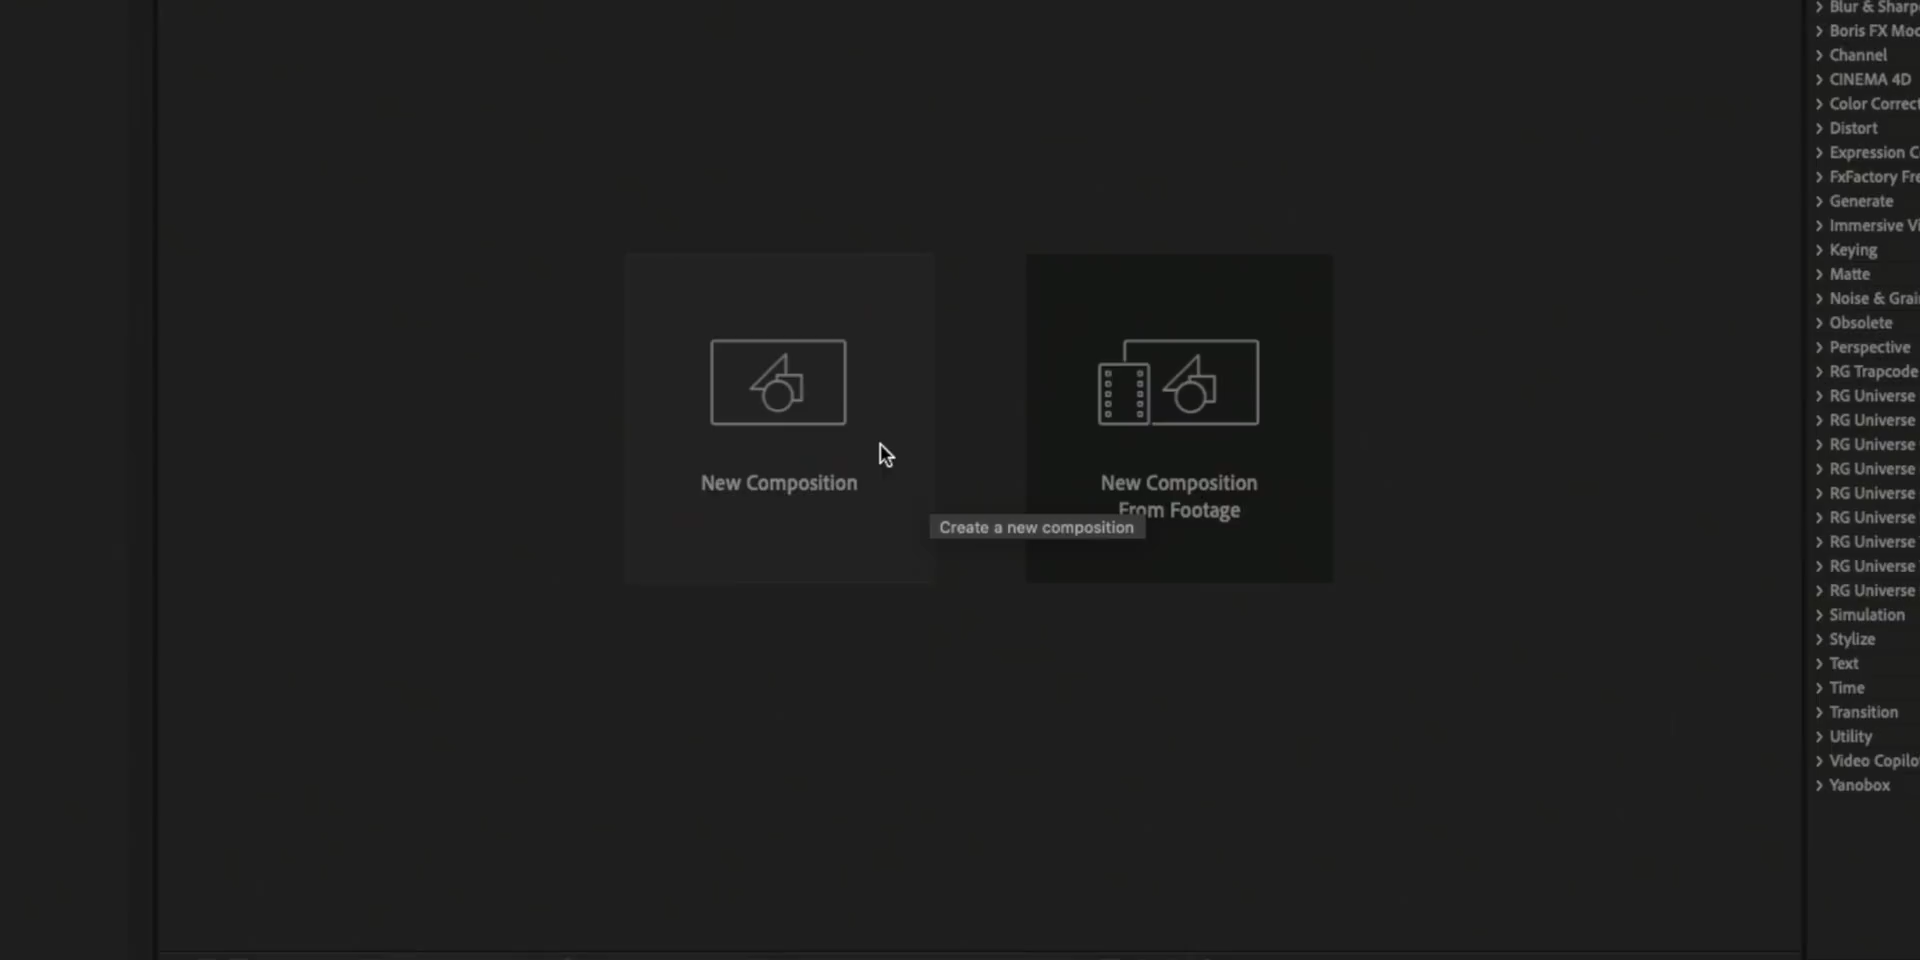 New Composition
New Composition
From Footage
Create a new composition
Blur & Sharp
Boris FX Moc
Channel
CINEMA 4D
Color Correct
Distort
Expression C
FxFactory Fre
Generate
Immersive Vi
Keying
Matte
Noise & Grai
Obsolete
Perspective
RG Trapcode
RG Universe
RG Universe
RG Universe
RG Universe
RG Universe
RG Universe
RG Universe
RG Universe
RG Universe
Simulation
Stylize
Text
Time
Transition
Utility
Video Copilo
Yanobox